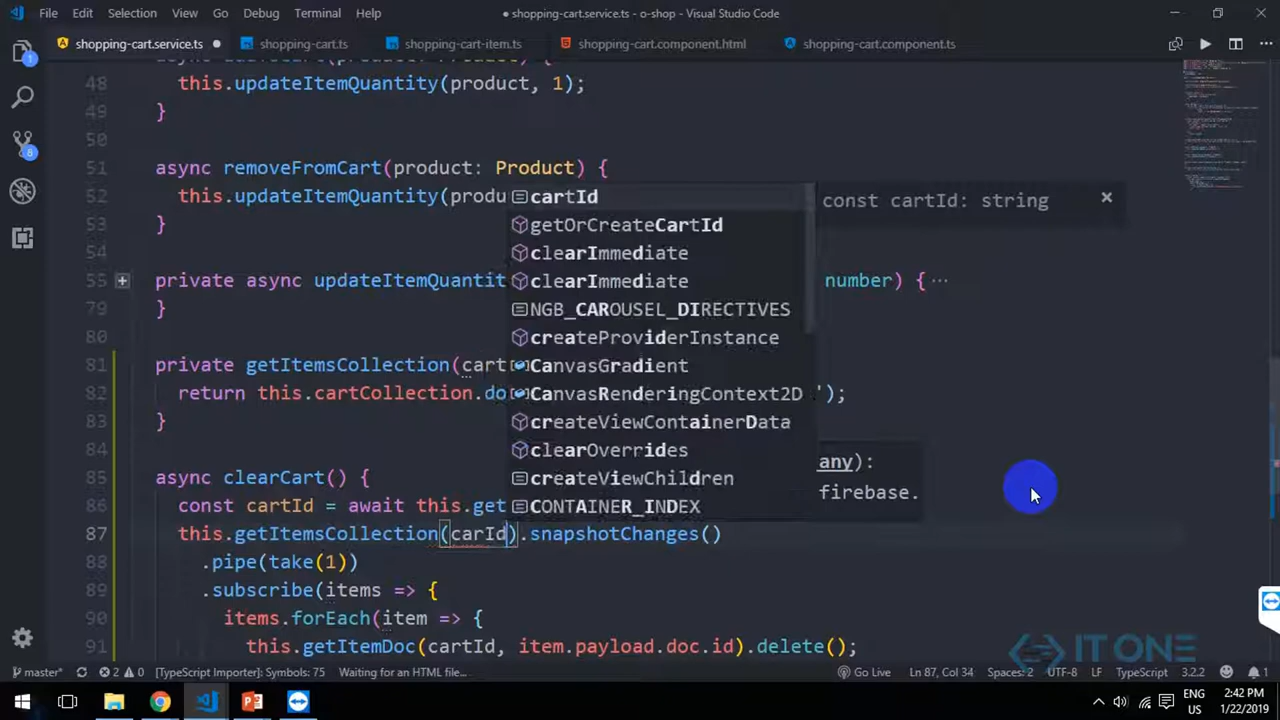 File Edit Selection View Go Debug Terminal Help
● shopping-cart.service.ts - o-shop - Visual Studio Code
shopping-cart.service.ts ● shopping-cart.ts shopping-cart-item.ts shopping-cart.component.html shopping-cart.component.ts
48 this.updateItemQuantity(product, 1);
49 }
50
51 async removeFromCart(product: Product) {
52 this.updateItemQuantity(produ
53 }
54
55 private async updateItemQuantit number) { ...
79 }
80
81 private getItemsCollection(cart
82 return this.cartCollection.do ');
83 }
84
85 async clearCart() {
86 const cartId = await this.get
87 this.getItemsCollection(carId).snapshotChanges()
88 .pipe(take(1))
89 .subscribe(items => {
90 items.forEach(item => {
91 this.getItemDoc(cartId, item.payload.doc.id).delete();
cartId
getOrCreateCartId
clearImmediate
clearImmediate
NGB_CAROUSEL_DIRECTIVES
createProviderInstance
CanvasGradient
CanvasRenderingContext2D
createViewContainerData
clearOverrides
createViewChildren
CONTAINER_INDEX
const cartId: string
any):
firebase.
IT ONE
master* 2 0 [TypeScript Importer]: Symbols: 75 Waiting for an HTML file... Go Live Ln 87, Col 34 Spaces: 2 UTF-8 LF TypeScript 3.2.2 1
ENG
US
2:42 PM
1/22/2019